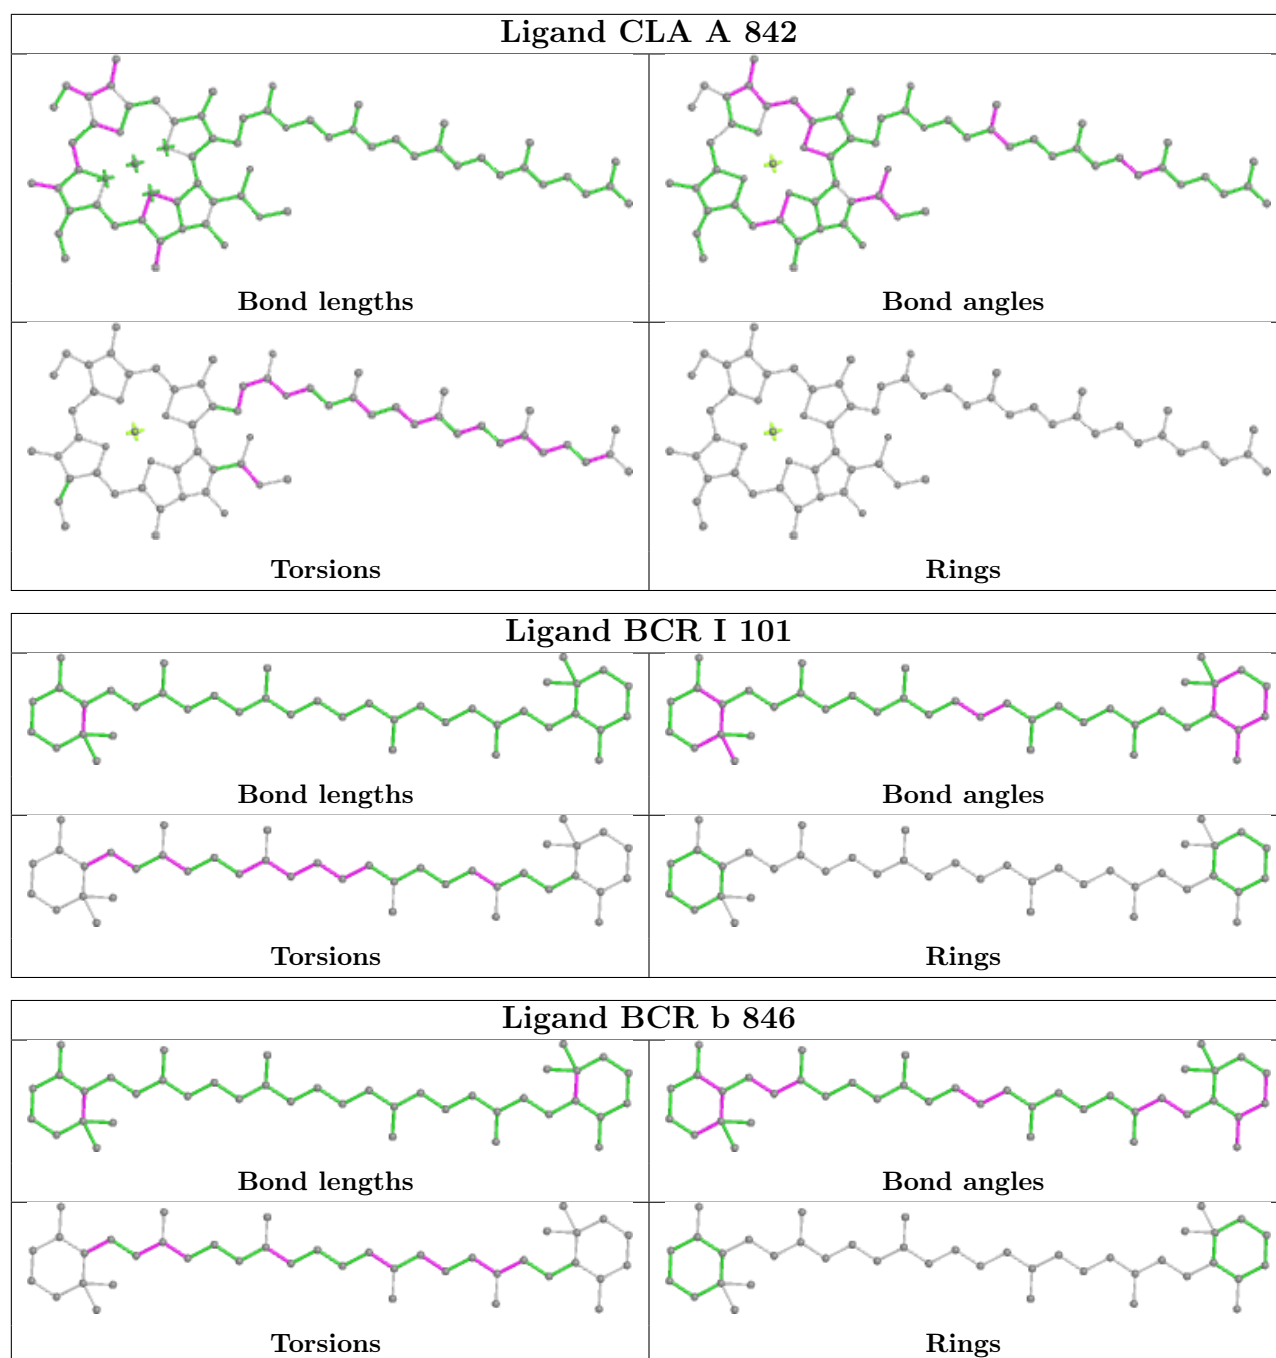 Ligand CLA A 842
Bond lengths
Bond angles
Torsions
Rings
Ligand BCR I 101
Bond lengths
Bond angles
Torsions
Rings
Ligand BCR b 846
Bond lengths
Bond angles
Torsions
Rings